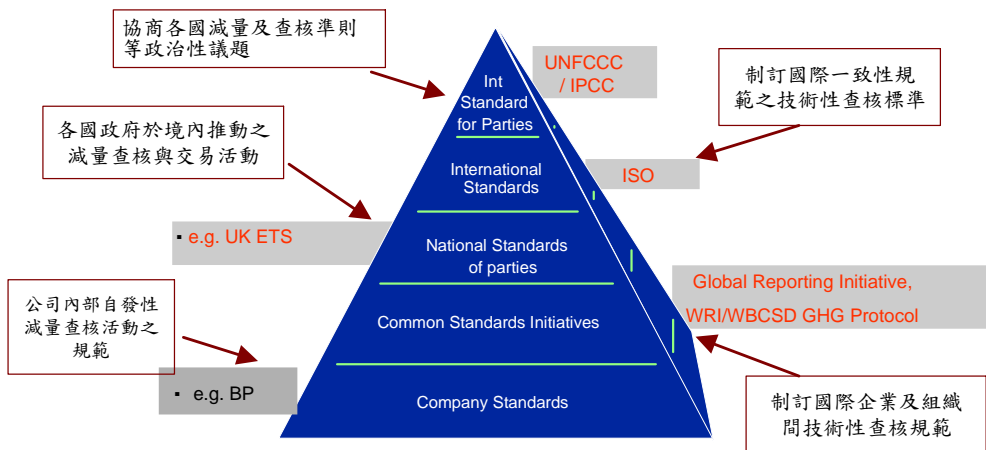 協商各國減量及查核準則
等政治性議題
UNFCCC
/ IPCC
制訂國際一致性規
範之技術性查核標準
Int
Standard
for Parties
各國政府於境內推動之
減量查核與交易活動
International
Standards
ISO
▪ e.g. UK ETS
National Standards
of parties
Global Reporting Initiative,
WRI/WBCSD GHG Protocol
公司內部自發性
減量查核活動之
規範
Common Standards Initiatives
▪ e.g. BP
Company Standards
制訂國際企業及組織
間技術性查核規範